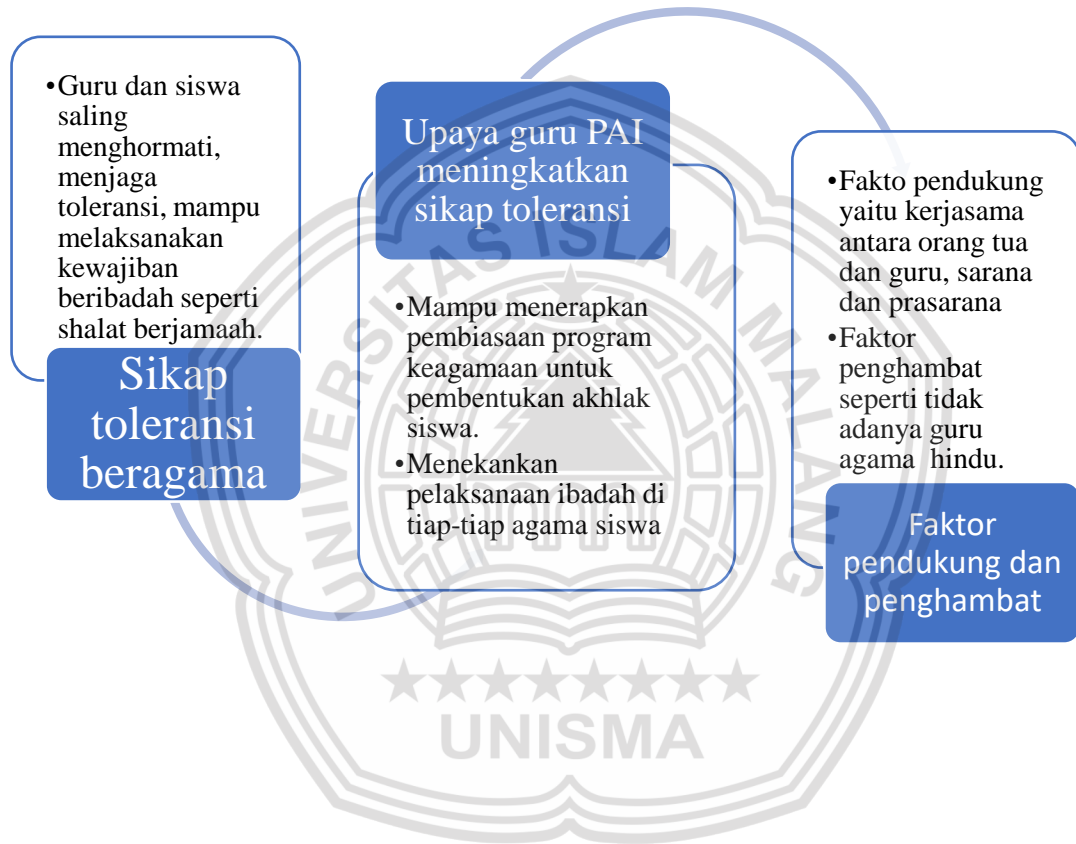 •Guru dan siswa
saling
menghormati,
menjaga
toleransi, mampu
melaksanakan
kewajiban
beribadah seperti
shalat berjamaah.
Sikap
toleransi
beragama
Upaya guru PAI
meningkatkan
sikap toleransi
•Mampu menerapkan
pembiasaan program
keagamaan untuk
pembentukan akhlak
siswa.
•Menekankan
pelaksanaan ibadah di
tiap-tiap agama siswa
•Fakto pendukung
yaitu kerjasama
antara orang tua
dan guru, sarana
dan prasarana
•Faktor
penghambat
seperti tidak
adanya guru
agama hindu.
Faktor
pendukung dan
penghambat
UNIVERSITAS ISLAM MALANG
UNISMA